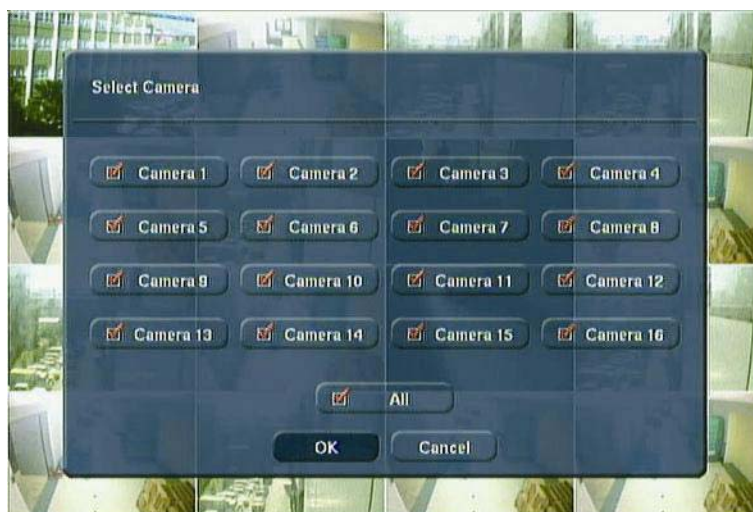 Select Camera
Camera 1 Camera 2 Camera 3 Camera 4
Camera 5 Camera 6 Camera 7 Camera 8
Camera 9 Camera 10 Camera 11 Camera 12
Camera 13 Camera 14 Camera 15 Camera 16
All
OK Cancel